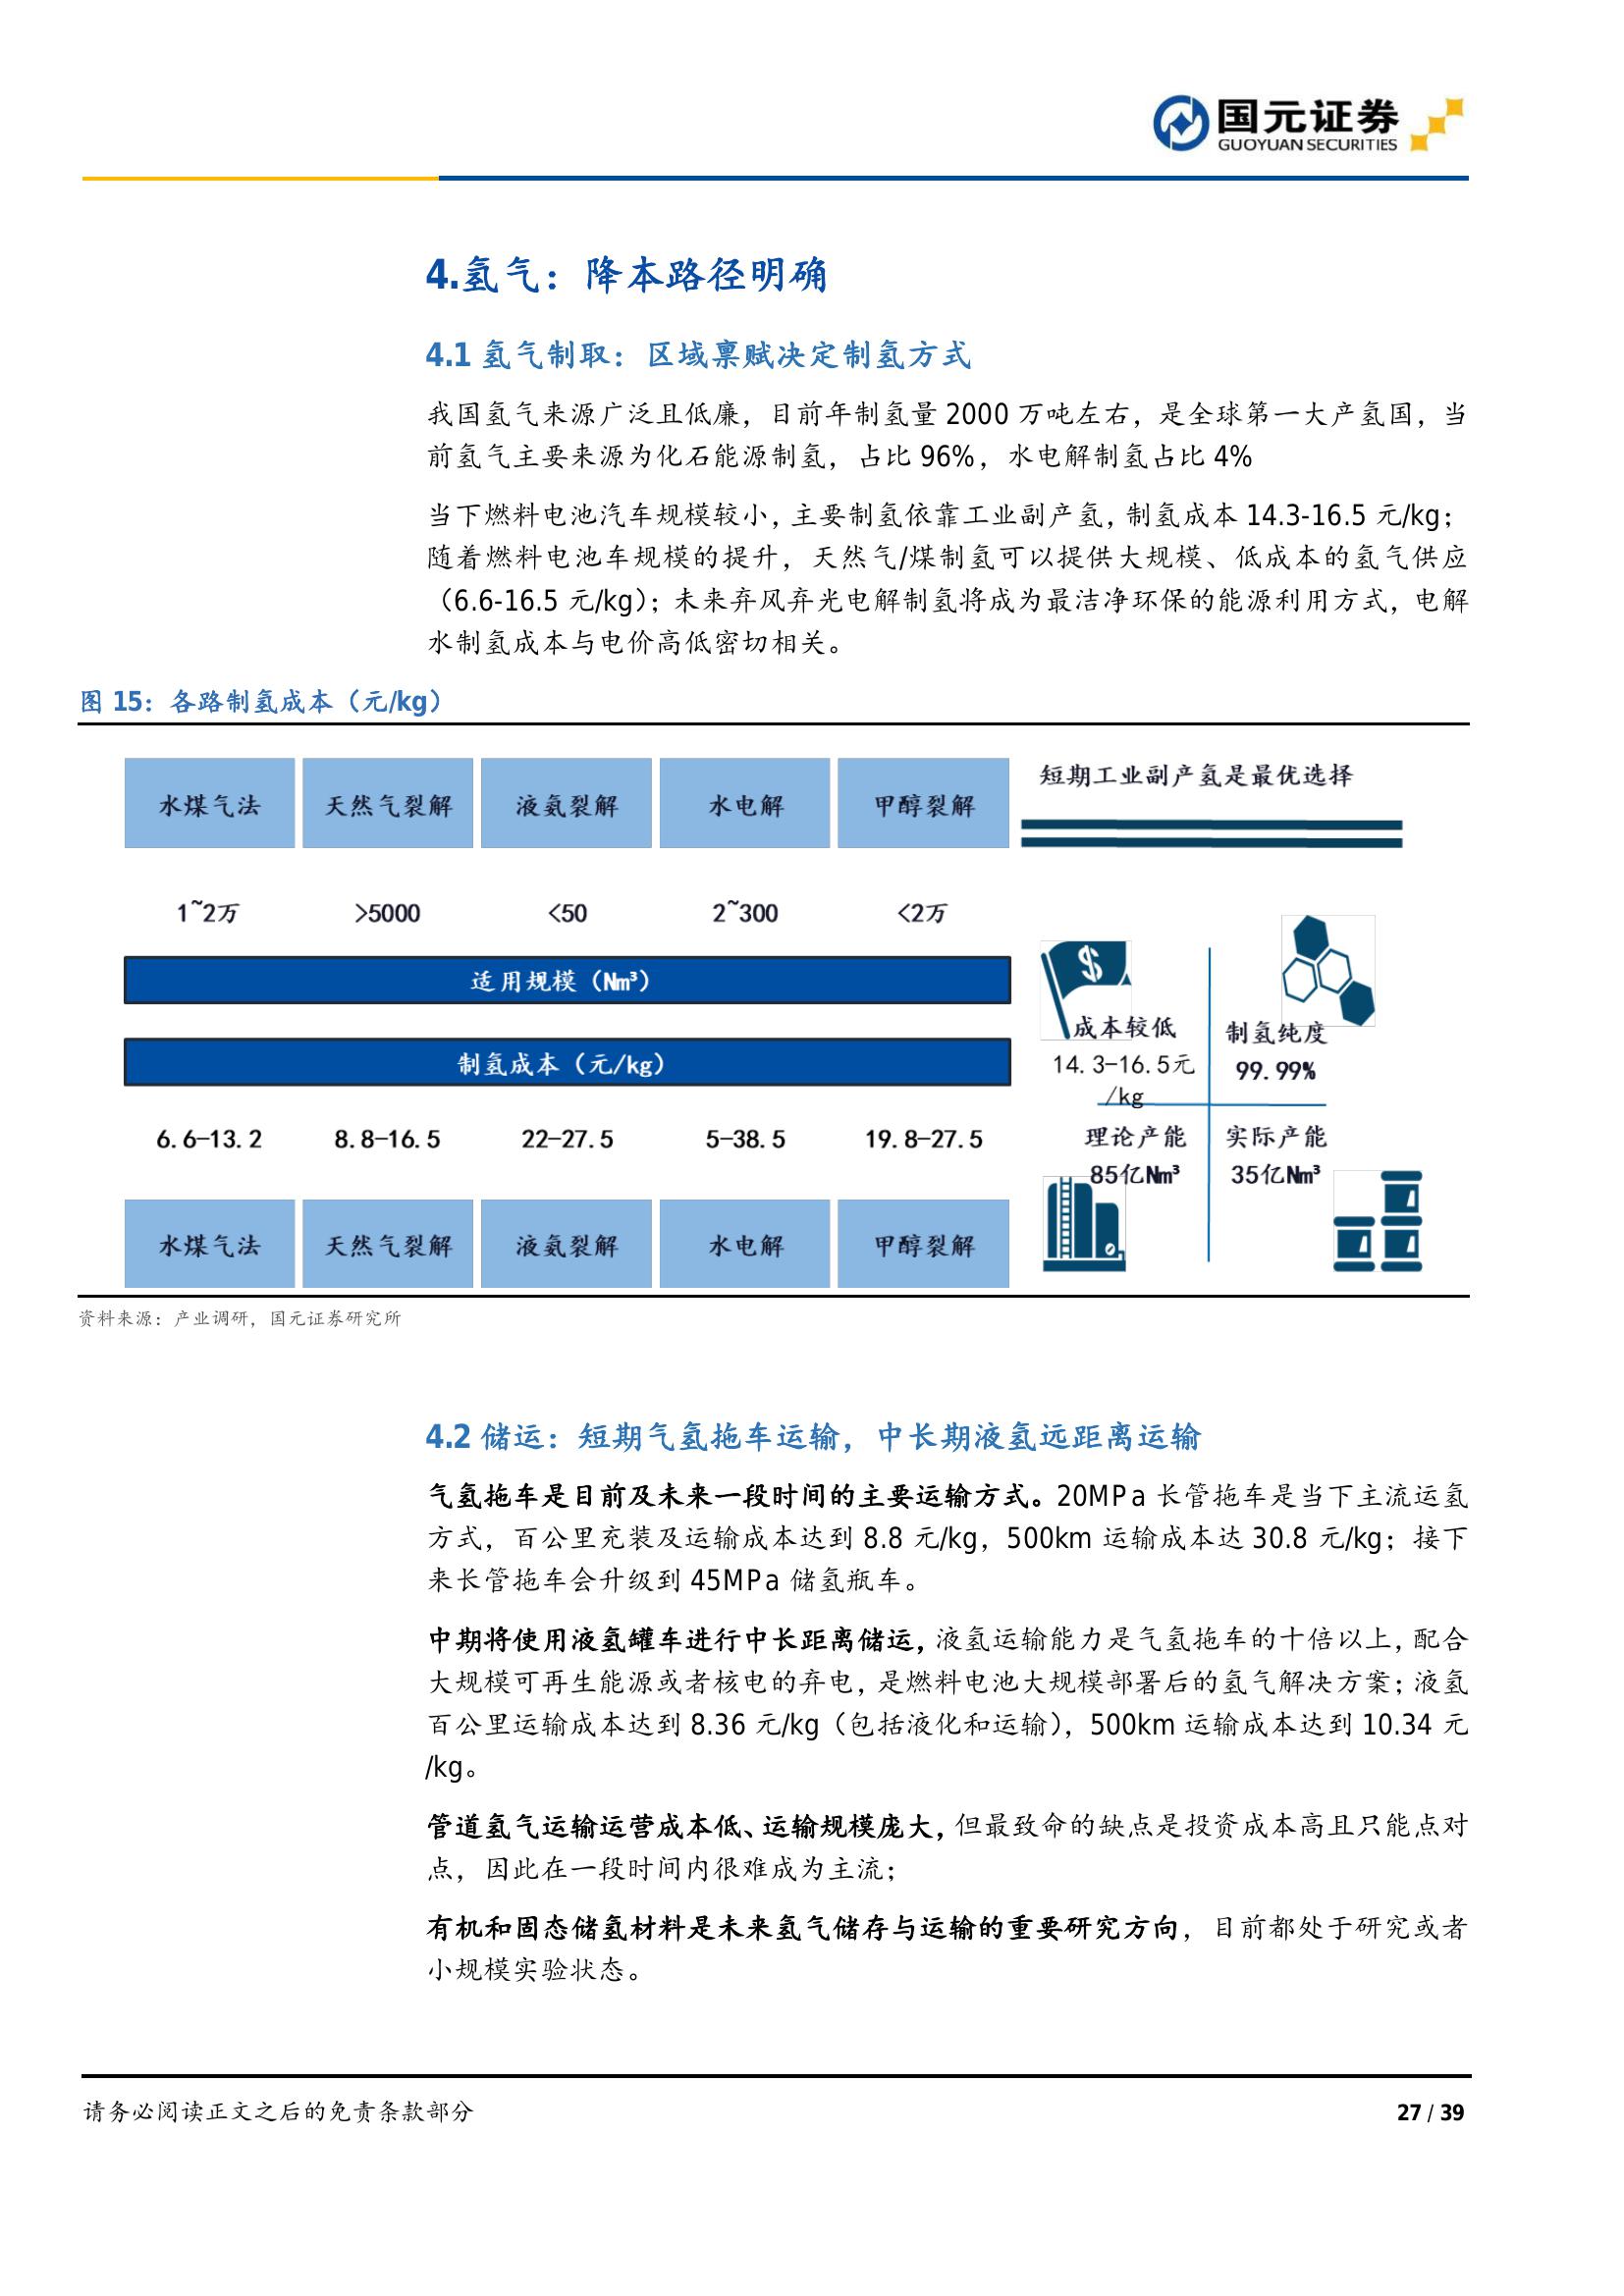 国元证券
GUOYUAN SECURITIES
4.氢气：降本路径明确
4.1 氢气制取：区域禀赋决定制氢方式
我国氢气来源广泛且低廉，目前年制氢量 2000 万吨左右，是全球第一大产氢国，当
前氢气主要来源为化石能源制氢，占比 96%，水电解制氢占比 4%
当下燃料电池汽车规模较小，主要制氢依靠工业副产氢，制氢成本 14.3-16.5 元/kg；
随着燃料电池车规模的提升，天然气/煤制氢可以提供大规模、低成本的氢气供应
（6.6-16.5 元/kg）；未来弃风弃光电解制氢将成为最洁净环保的能源利用方式，电解
水制氢成本与电价高低密切相关。
图 15：各路制氢成本（元/kg）
水煤气法 天然气裂解 液氨裂解 水电解 甲醇裂解
1~2万 >5000 <50 2~300 <2万
适用规模（Nm³）
制氢成本（元/kg）
6.6-13.2 8.8-16.5 22-27.5 5-38.5 19.8-27.5
水煤气法 天然气裂解 液氨裂解 水电解 甲醇裂解
短期工业副产氢是最优选择
成本较低
14.3-16.5元
/kg
制氢纯度
99.99%
理论产能
85亿Nm³
实际产能
35亿Nm³
资料来源：产业调研，国元证券研究所
4.2 储运：短期气氢拖车运输，中长期液氢远距离运输
气氢拖车是目前及未来一段时间的主要运输方式。20MPa 长管拖车是当下主流运氢
方式，百公里充装及运输成本达到 8.8 元/kg，500km 运输成本达 30.8 元/kg；接下
来长管拖车会升级到 45MPa 储氢瓶车。
中期将使用液氢罐车进行中长距离储运，液氢运输能力是气氢拖车的十倍以上，配合
大规模可再生能源或者核电的弃电，是燃料电池大规模部署后的氢气解决方案；液氢
百公里运输成本达到 8.36 元/kg（包括液化和运输），500km 运输成本达到 10.34 元
/kg。
管道氢气运输运营成本低、运输规模庞大，但最致命的缺点是投资成本高且只能点对
点，因此在一段时间内很难成为主流；
有机和固态储氢材料是未来氢气储存与运输的重要研究方向，目前都处于研究或者
小规模实验状态。
请务必阅读正文之后的免责条款部分
27 / 39